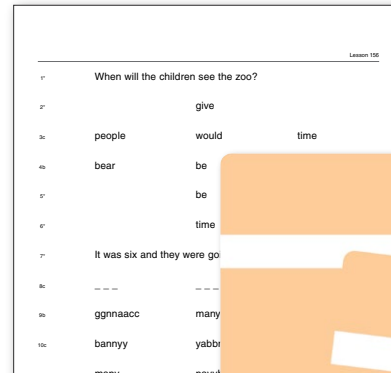 Lesson 156
1* When will the children see the zoo?
2* give
3c people would time
4b bear be
5* be
6* time
7* It was six and they were go
8c _ _ _ _ _ _
9b ggnnaacc many
10c bannyy yabb